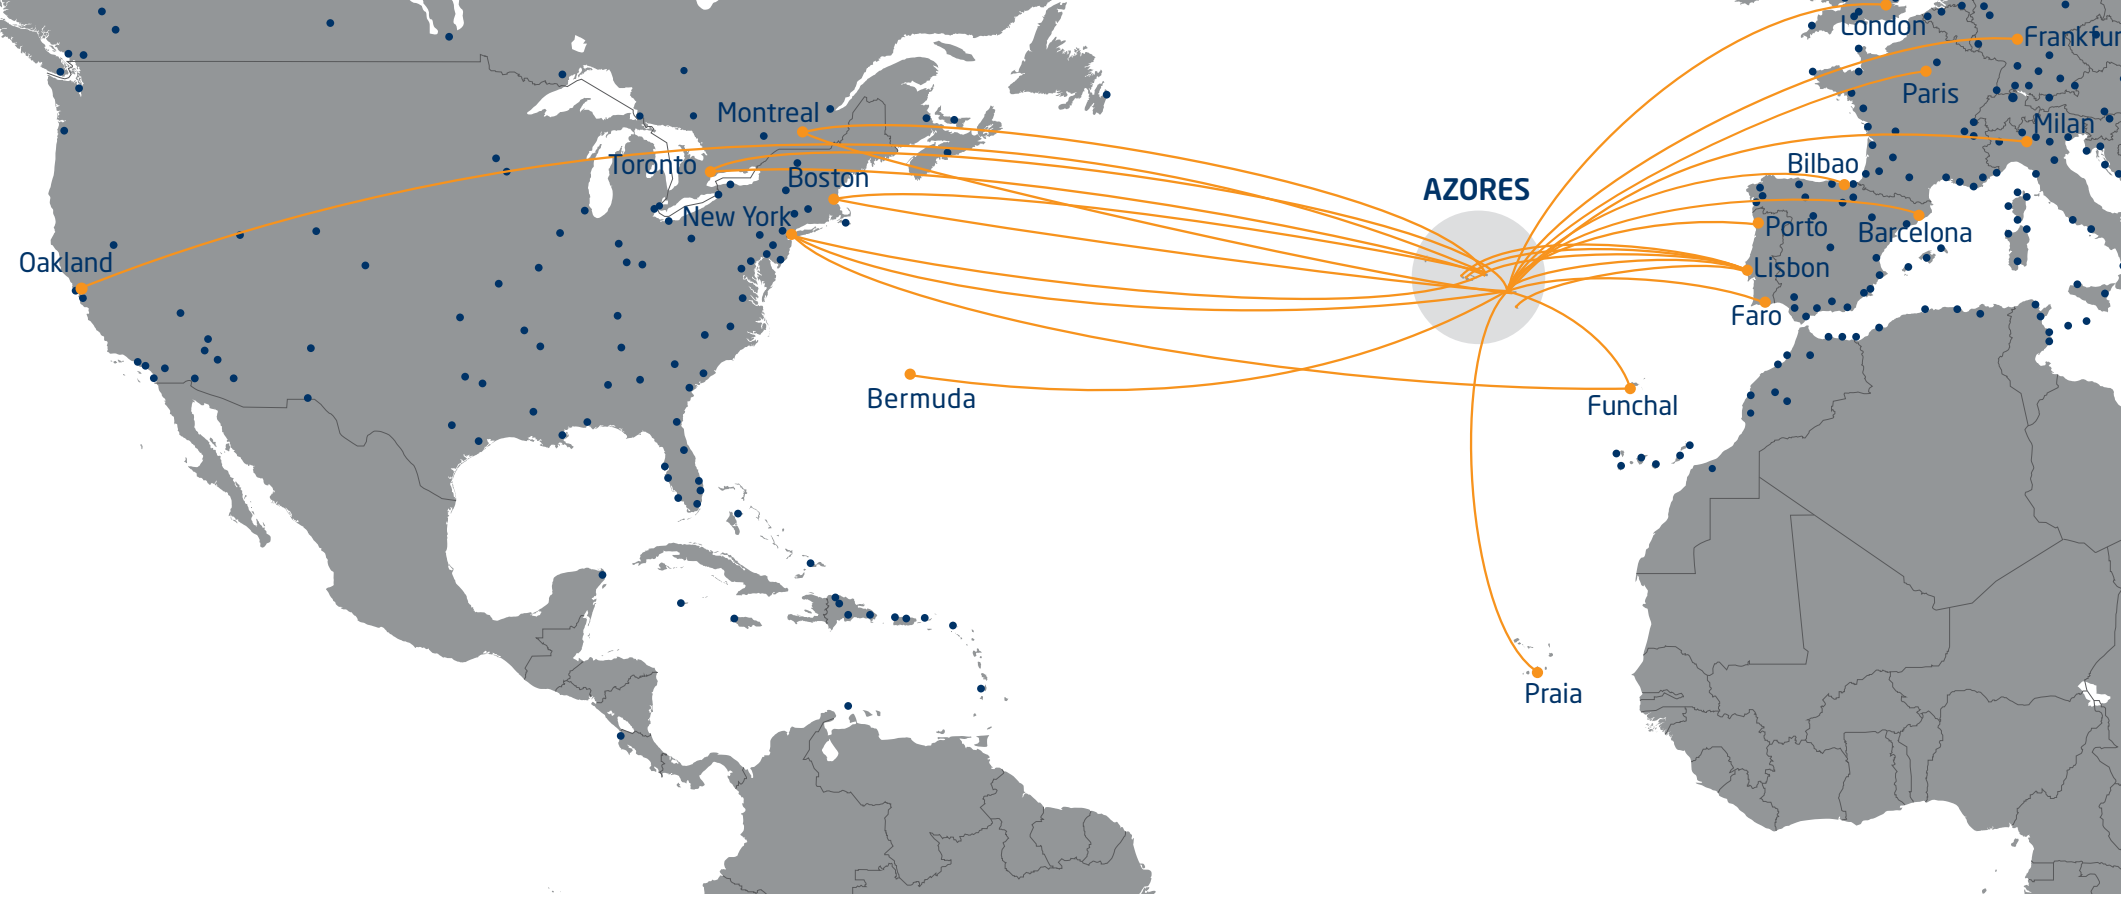 London
Frankfur
Paris
Montreal
Milan
Toronto
Boston
Bilbao
AZORES
New York
Porto
Barcelona
Oakland
Lisbon
Faro
Bermuda
Funchal
Praia